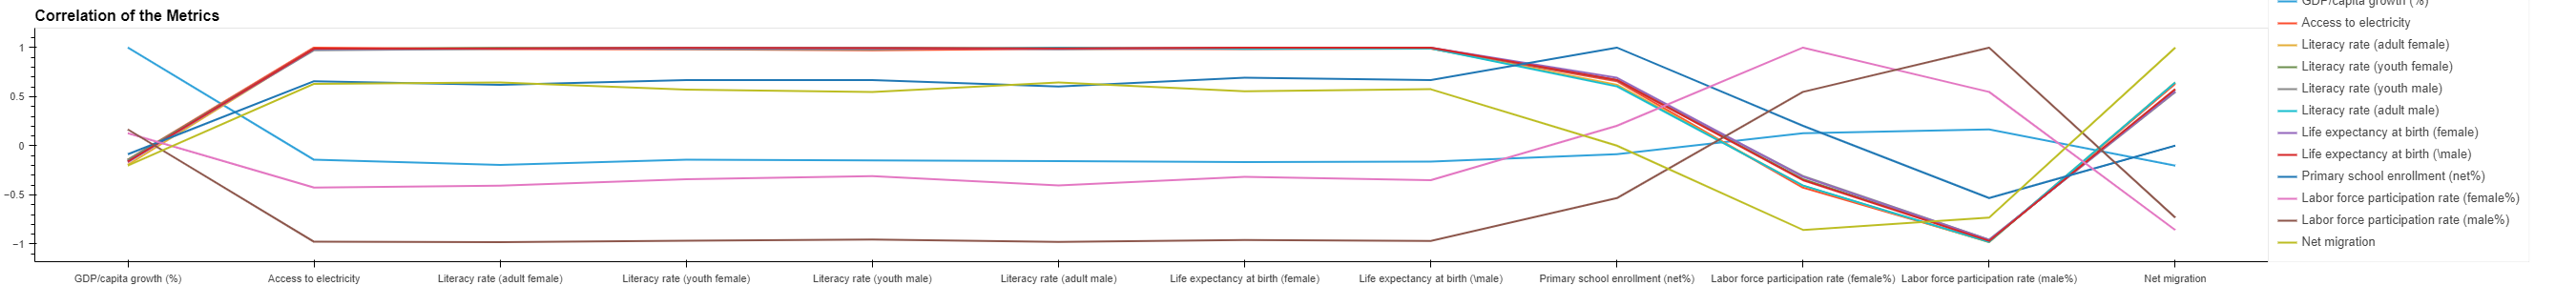 Correlation of the Metrics
1
0.5
0
−0.5
−1
GDP/capita growth (%)
Access to electricity
Literacy rate (adult female)
Literacy rate (youth female)
Literacy rate (youth male)
Literacy rate (adult male)
Life expectancy at birth (female)
Life expectancy at birth (\male)
Primary school enrollment (net%)
Labor force participation rate (female%)
Labor force participation rate (male%)
Net migration
GDP/capita growth (%)
Access to electricity
Literacy rate (adult female)
Literacy rate (youth female)
Literacy rate (youth male)
Literacy rate (adult male)
Life expectancy at birth (female)
Life expectancy at birth (\male)
Primary school enrollment (net%)
Labor force participation rate (female%)
Labor force participation rate (male%)
Net migration